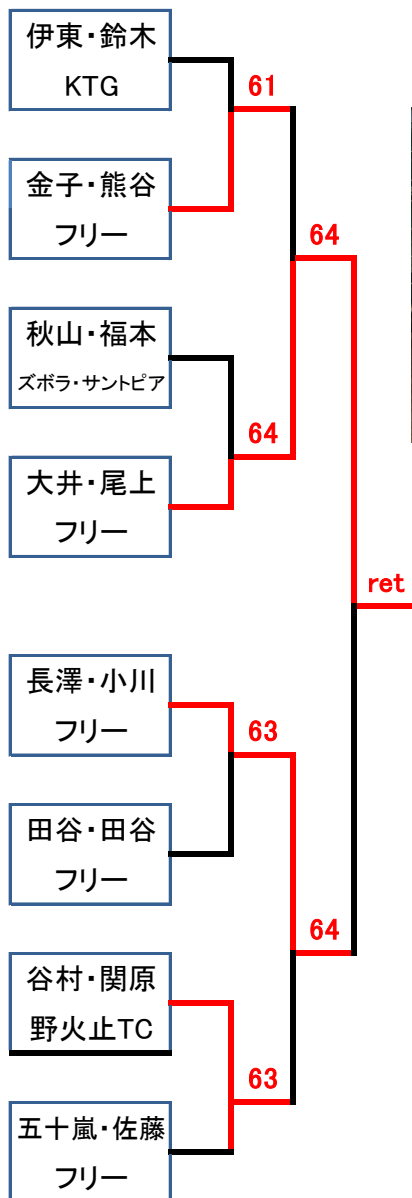 伊東・鈴木
KTG
61
金子・熊谷
フリー
64
秋山・福本
ズボラ・サントピア
64
大井・尾上
フリー
ret
長澤・小川
フリー
63
田谷・田谷
フリー
64
谷村・関原
野火止TC
63
五十嵐・佐藤
フリー